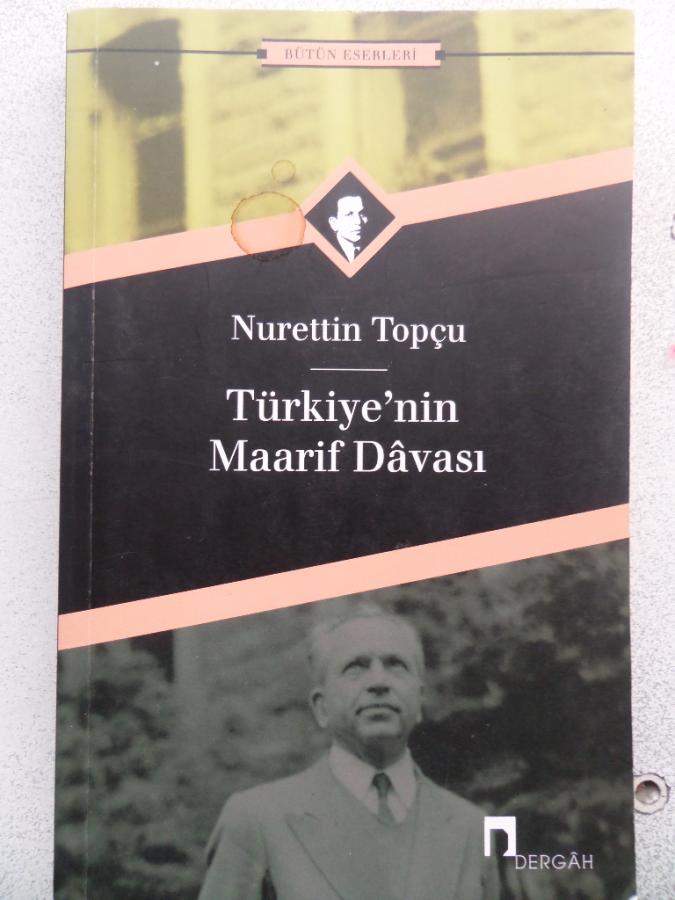 BÜTÜN ESERLERİ
Nurettin Topçu
Türkiye'nin
Maarif Dâvası
DERGÂH